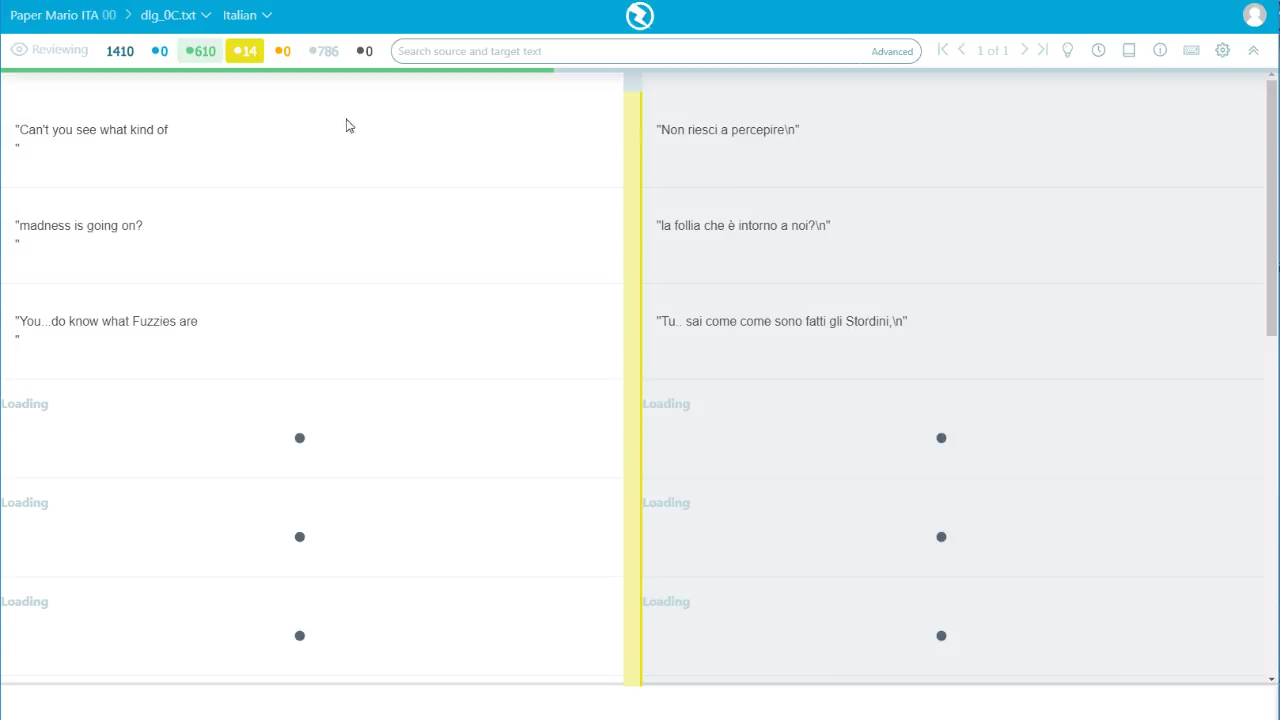 Paper Mario ITA 00 > dlg_0C.txt Italian
Reviewing 1410 0 610 14 0 786 0 Search source and target text Advanced 1 of 1
"Can't you see what kind of
"
"Non riesci a percepire\n"
"madness is going on?
"
"la follia che è intorno a noi?\n"
"You...do know what Fuzzies are
"
"Tu.. sai come come sono fatti gli Stordini,\n"
Loading Loading
Loading Loading
Loading Loading